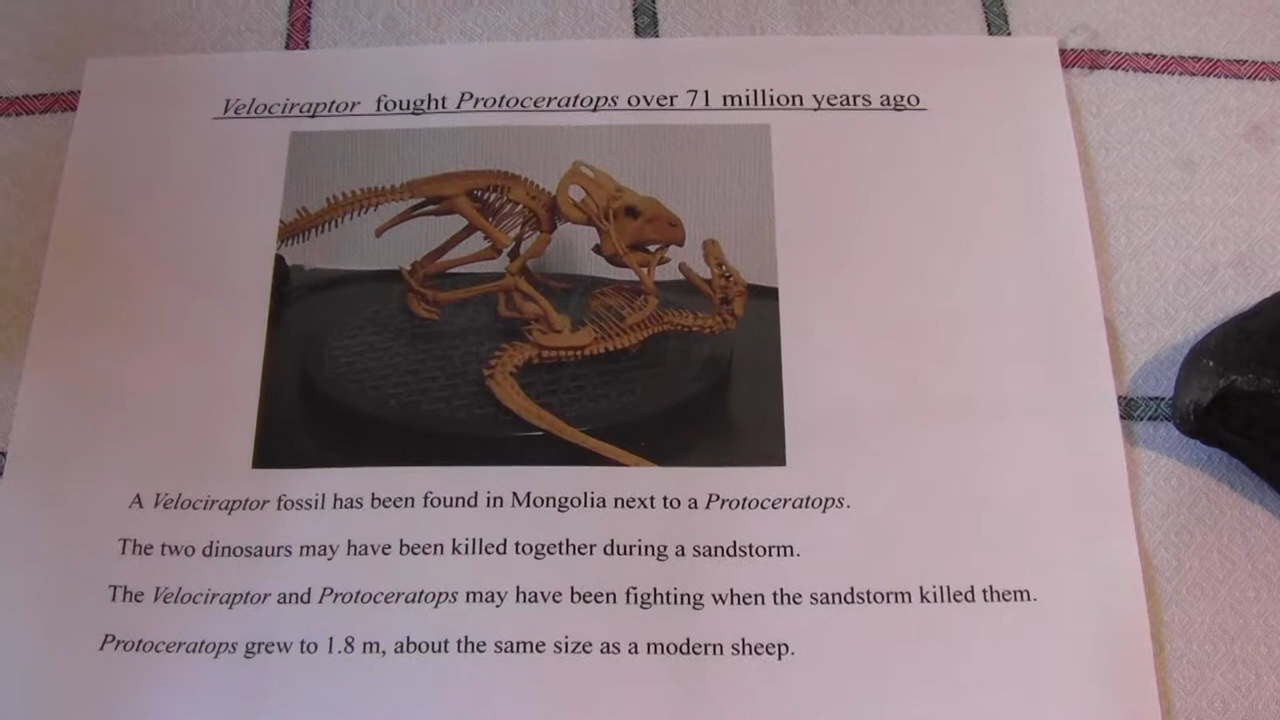 Velociraptor fought Protoceratops over 71 million years ago
A Velociraptor fossil has been found in Mongolia next to a Protoceratops.
The two dinosaurs may have been killed together during a sandstorm.
The Velociraptor and Protoceratops may have been fighting when the sandstorm killed them.
Protoceratops grew to 1.8 m, about the same size as a modern sheep.